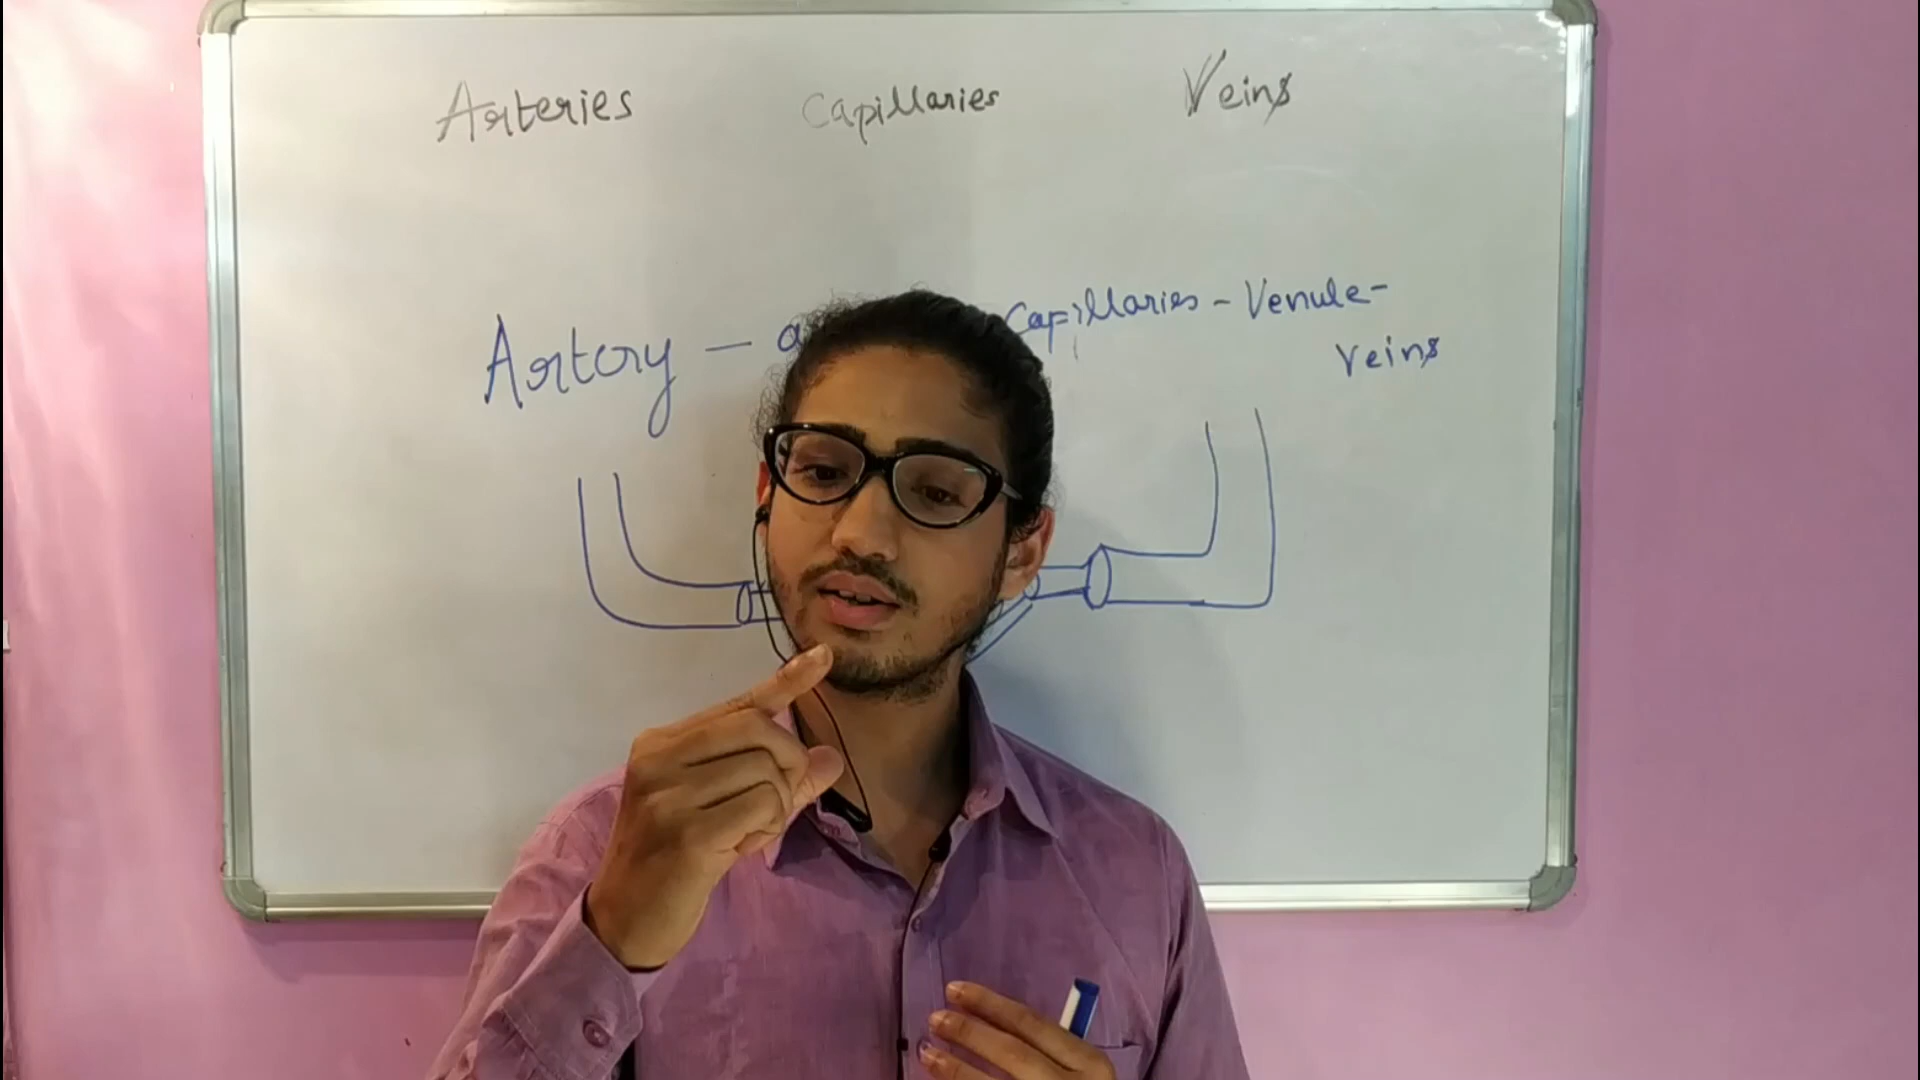 Arteries Capillaries Veins
Artery — Capillaries - Venule -
Veins